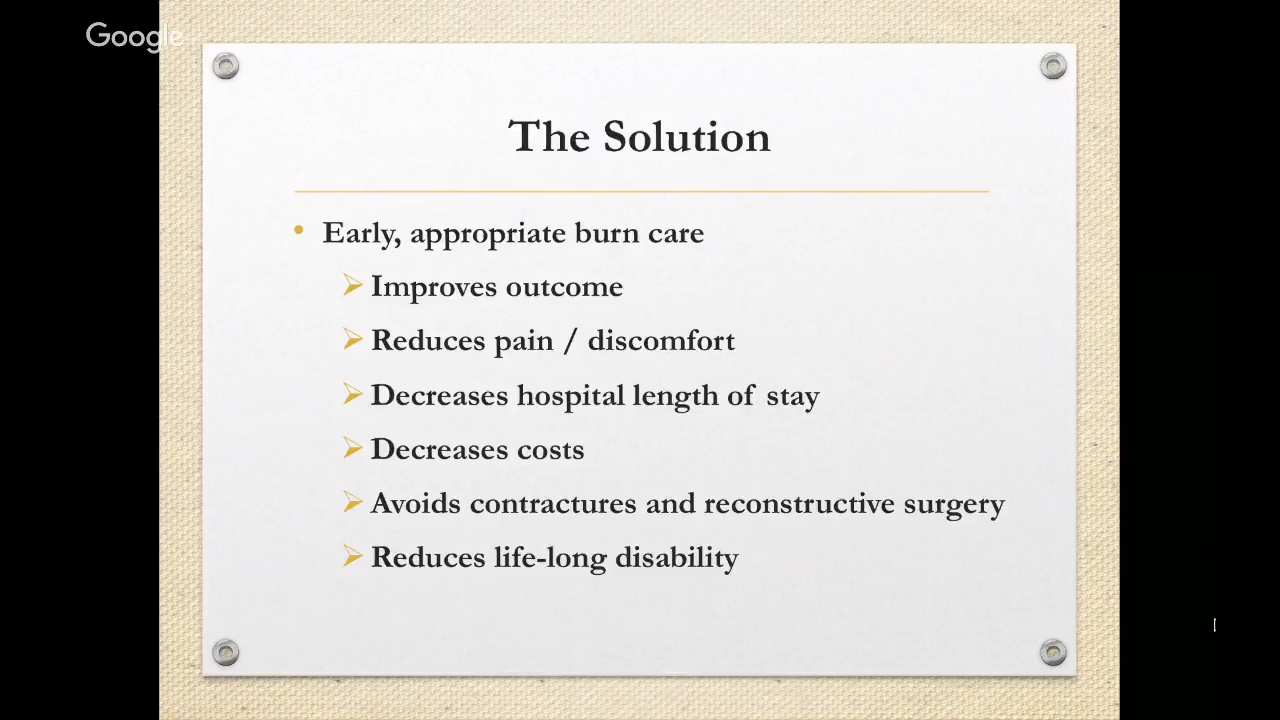 Google
The Solution
Early, appropriate burn care
Improves outcome
Reduces pain / discomfort
Decreases hospital length of stay
Decreases costs
Avoids contractures and reconstructive surgery
Reduces life-long disability